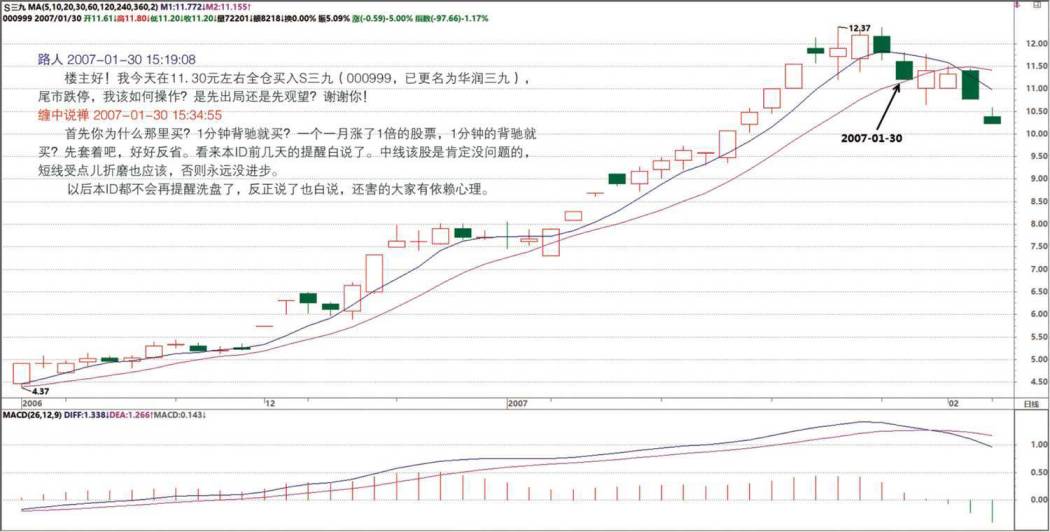 S三九 MA(5,10,20,30,60,120,240,360,2) M1:11.772↓M2:11.155↑
000999 2007/01/30 开11.61↓高11.80↓低11.20↓收11.20↓量72201↓额8218↓换0.00% 振5.09% 涨(-0.59)-5.00% 指数(-97.66)-1.17%
12.37
路人 2007-01-30 15:19:08
楼主好！我今天在11.30元左右全仓买入S三九（000999，已更名为华润三九），
尾市跌停，我该如何操作？是先出局还是先观望？谢谢你！
缠中说禅 2007-01-30 15:34:55
首先你为什么那里买？1分钟背驰就买？一个一月涨了1倍的股票，1分钟的背驰就
买？先套着吧，好好反省。看来本ID前几天的提醒白说了。中线该股是肯定没问题的，
短线受点儿折磨也应该，否则永远没进步。
以后本ID都不会再提醒洗盘了，反正说了也白说，还害的大家有依赖心理。
2007-01-30
12.00
11.50
11.00
10.50
10.00
9.50
9.00
8.50
8.00
7.50
7.00
6.50
6.00
5.50
5.00
4.50
4.37
2006
12
2007
02
日线
MACD(26,12,9) DIFF:1.338↓DEA:1.266↑MACD:0.143↓
1.00
0.50
0.00